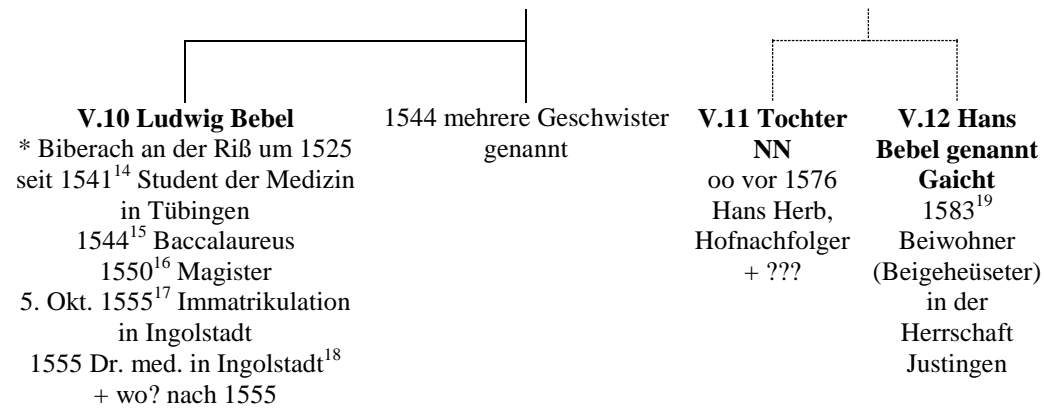 V.10 Ludwig Bebel
* Biberach an der Riß um 1525
seit 1541¹⁴ Student der Medizin
in Tübingen
1544¹⁵ Baccalaureus
1550¹⁶ Magister
5. Okt. 1555¹⁷ Immatrikulation
in Ingolstadt
1555 Dr. med. in Ingolstadt¹⁸
+ wo? nach 1555
1544 mehrere Geschwister
genannt
V.11 Tochter
NN
oo vor 1576
Hans Herb,
Hofnachfolger
+ ???
V.12 Hans
Bebel genannt
Gaicht
1583¹⁹
Beiwohner
(Beigeheüseter)
in der
Herrschaft
Justingen